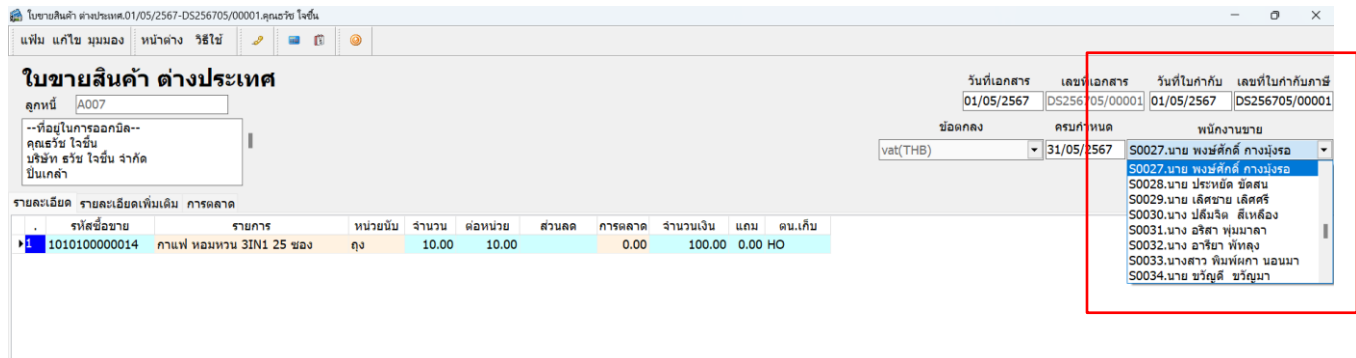 ใบขายสินค้า ต่างประเทศ.01/05/2567-DS256705/00001.คุณธวัช ใจชื่น
แฟ้ม แก้ไข มุมมอง หน้าต่าง วิธีใช้
ใบขายสินค้า ต่างประเทศ
วันที่เอกสาร เลขที่เอกสาร วันที่ใบกำกับ เลขที่ใบกำกับภาษี
ลูกหนี้ A007
01/05/2567 DS256705/00001 01/05/2567 DS256705/00001
--ที่อยู่ในการออกบิล--
คุณธวัช ใจชื่น
บริษัท ธวัช ใจชื่น จำกัด
ปิ่นเกล้า
ข้อตกลง ครบกำหนด พนักงานขาย
vat(THB) 31/05/2567 S0027.นาย พงษ์ศักดิ์ กางมุ้งรอ
S0027.นาย พงษ์ศักดิ์ กางมุ้งรอ
S0028.นาย ประหยัด ขัดสน
S0029.นาย เลิศชาย เลิศศรี
S0030.นาง ปลื้มจิต สีเหลือง
S0031.นาง อริสา พุ่มมาลา
S0032.นาง อารียา พัทลุง
S0033.นางสาว พิมพ์ผกา นอนมา
S0034.นาย ขวัญดี ขวัญมา
รายละเอียด รายละเอียดเพิ่มเติม การตลาด
. รหัสซื้อขาย รายการ หน่วยนับ จำนวน ต่อหน่วย ส่วนลด การตลาด จำนวนเงิน แถม ตน.เก็บ
1 1010100000014 กาแฟ หอมหวน 3IN1 25 ซอง ถุง 10.00 10.00 0.00 100.00 0.00 HO